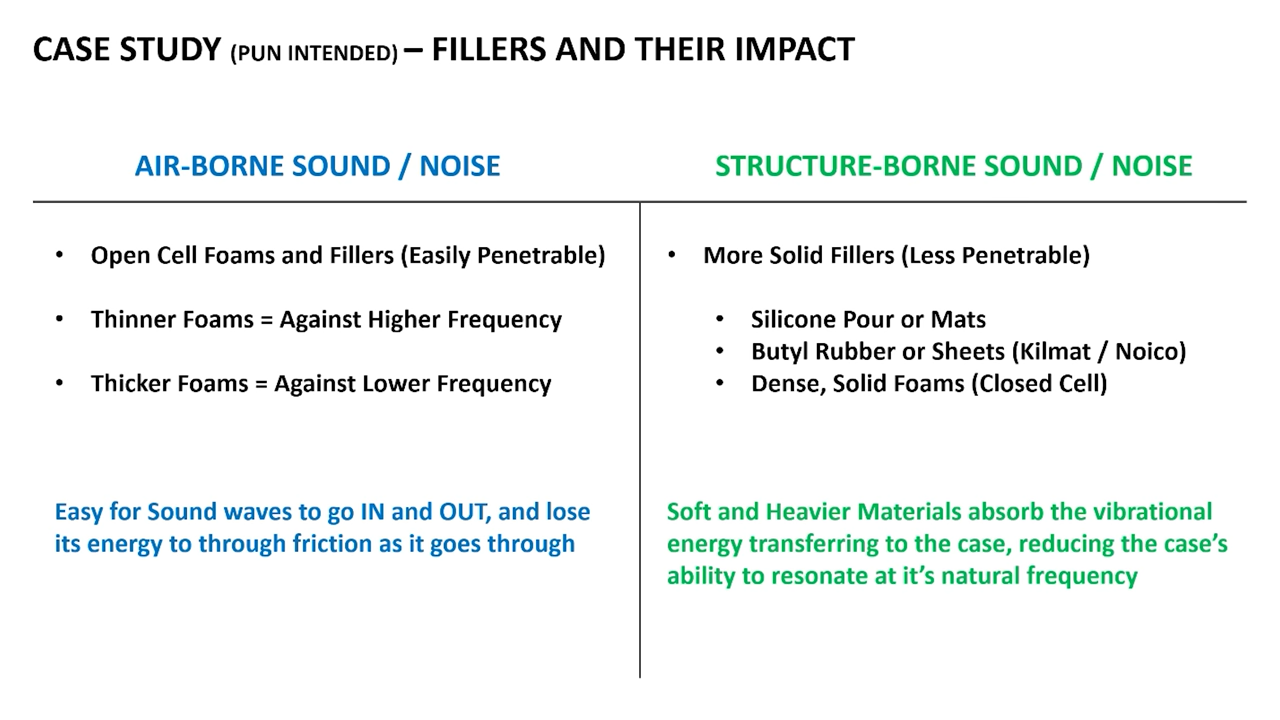 CASE STUDY (PUN INTENDED) – FILLERS AND THEIR IMPACT
AIR-BORNE SOUND / NOISE
• Open Cell Foams and Fillers (Easily Penetrable)
• Thinner Foams = Against Higher Frequency
• Thicker Foams = Against Lower Frequency
Easy for Sound waves to go IN and OUT, and lose
its energy to through friction as it goes through
STRUCTURE-BORNE SOUND / NOISE
• More Solid Fillers (Less Penetrable)
• Silicone Pour or Mats
• Butyl Rubber or Sheets (Kilmat / Noico)
• Dense, Solid Foams (Closed Cell)
Soft and Heavier Materials absorb the vibrational
energy transferring to the case, reducing the case’s
ability to resonate at it’s natural frequency